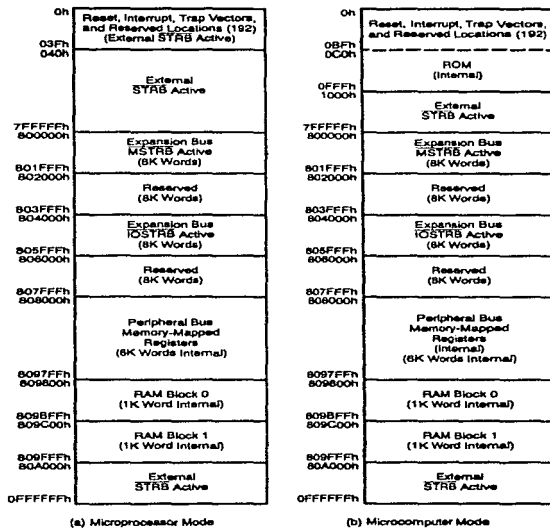 0h
Reset, Interrupt, Trap Vectors,
and Reserved Locations (192)
(External STRB Active)
03Fh
040h
External
STRB Active
7FFFFFh
800000h
Expansion Bus
MSTRB Active
(8K Words)
801FFFh
802000h
Reserved
(8K Words)
803FFFh
804000h
Expansion Bus
IOSTRB Active
(8K Words)
805FFFh
806000h
Reserved
(8K Words)
807FFFh
808000h
Peripheral Bus
Memory-Mapped
Registers
(6K Words Internal)
8097FFh
809800h
RAM Block 0
(1K Word Internal)
809BFFh
809C00h
RAM Block 1
(1K Word Internal)
809FFFh
80A000h
External
STRB Active
0FFFFFFh
(a) Microprocessor Mode
0h
Reset, Interrupt, Trap Vectors,
and Reserved Locations (192)
0BFh
0C0h
ROM
(Internal)
0FFFh
1000h
External
STRB Active
7FFFFFh
800000h
Expansion Bus
MSTRB Active
(8K Words)
801FFFh
802000h
Reserved
(8K Words)
803FFFh
804000h
Expansion Bus
IOSTRB Active
(8K Words)
805FFFh
806000h
Reserved
(8K Words)
807FFFh
808000h
Peripheral Bus
Memory-Mapped
Registers
(Internal)
(6K Words Internal)
8097FFh
809800h
RAM Block 0
(1K Word Internal)
809BFFh
809C00h
RAM Block 1
(1K Word Internal)
809FFFh
80A000h
External
STRB Active
0FFFFFFh
(b) Microcomputer Mode